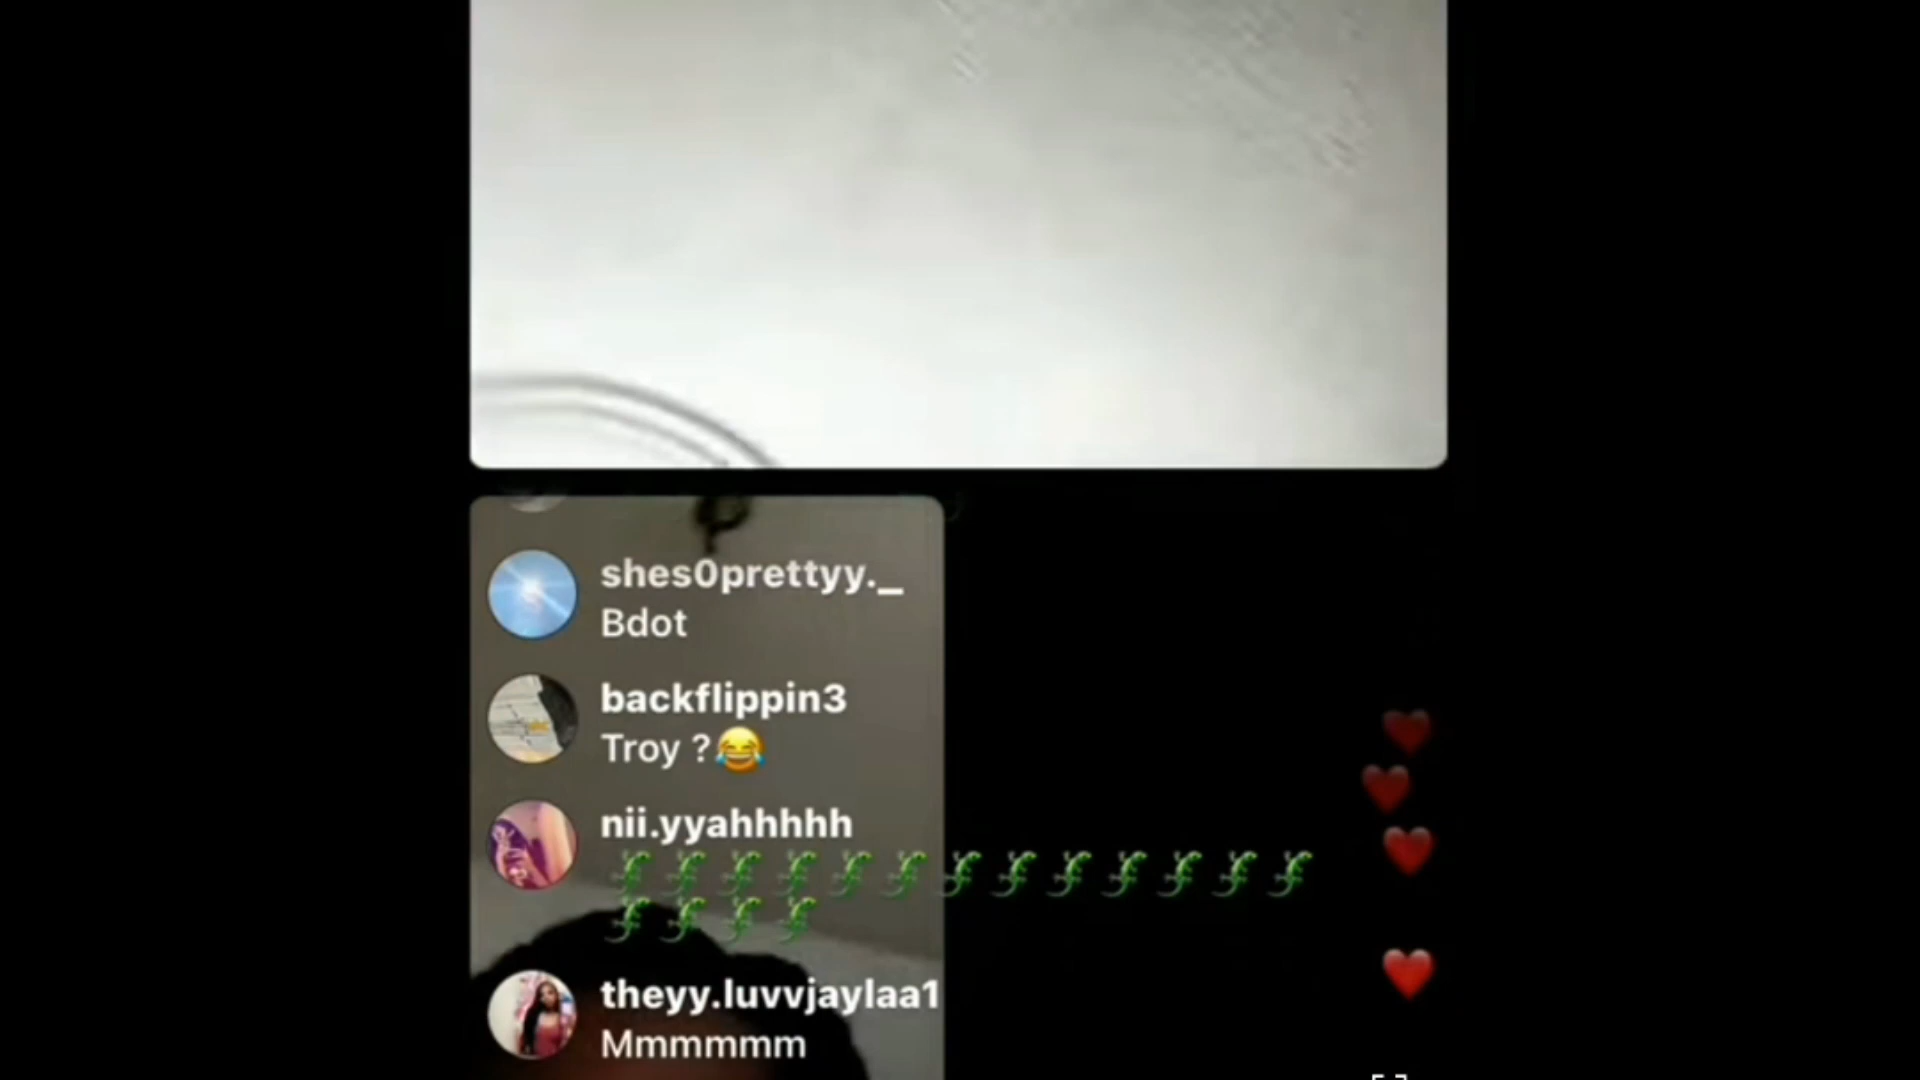 shes0prettyy._
Bdot
backflippin3
Troy ?😂
nii.yyahhhhh
🦎🦎🦎🦎🦎🦎🦎🦎🦎🦎🦎🦎🦎
🦎🦎🦎🦎
theyy.luvvjaylaa1
Mmmmmm